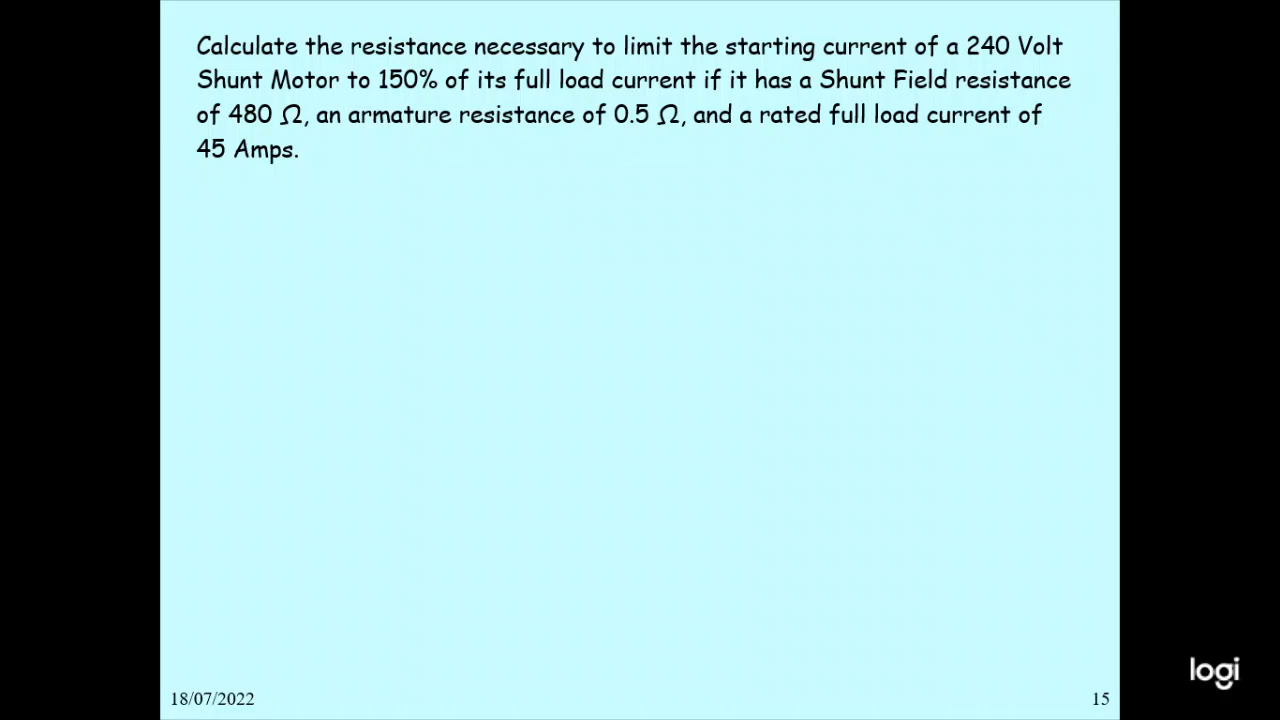 Calculate the resistance necessary to limit the starting current of a 240 Volt
Shunt Motor to 150% of its full load current if it has a Shunt Field resistance
of 480 Ω, an armature resistance of 0.5 Ω, and a rated full load current of
45 Amps.
logi
18/07/2022
15